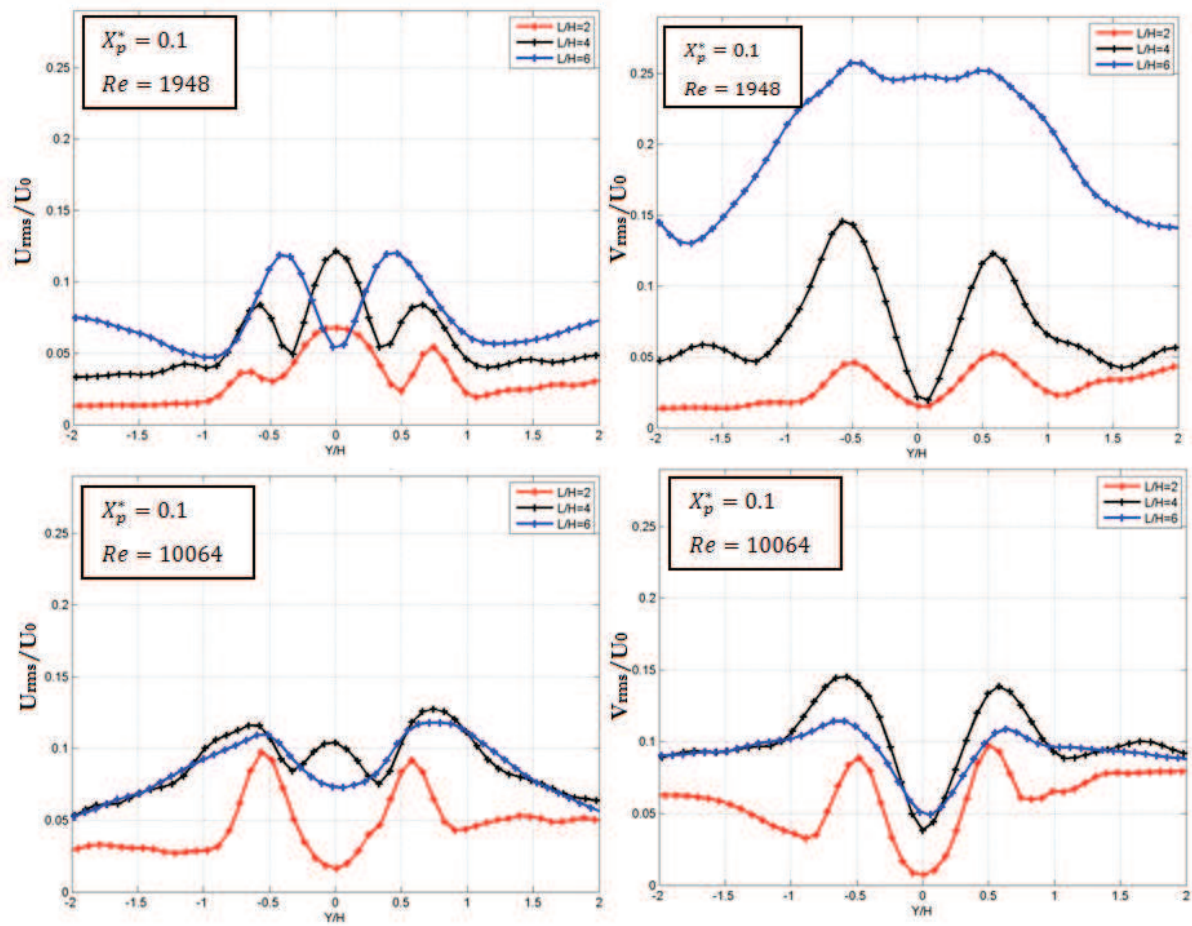 X*p = 0.1
Re = 1948
L/H=2
L/H=4
L/H=6
Urms/U0
0.25
0.2
0.15
0.1
0.05
0
-2 -1.5 -1 -0.5 0 0.5 1 1.5 2
Y/H
X*p = 0.1
Re = 1948
L/H=2
L/H=4
L/H=6
Vrms/U0
0.25
0.2
0.15
0.1
0.05
0
-2 -1.5 -1 -0.5 0 0.5 1 1.5 2
Y/H
X*p = 0.1
Re = 10064
L/H=2
L/H=4
L/H=6
Urms/U0
0.25
0.2
0.15
0.1
0.05
0
-2 -1.5 -1 -0.5 0 0.5 1 1.5 2
Y/H
X*p = 0.1
Re = 10064
L/H=2
L/H=4
L/H=6
Vrms/U0
0.25
0.2
0.15
0.1
0.05
0
-2 -1.5 -1 -0.5 0 0.5 1 1.5 2
Y/H